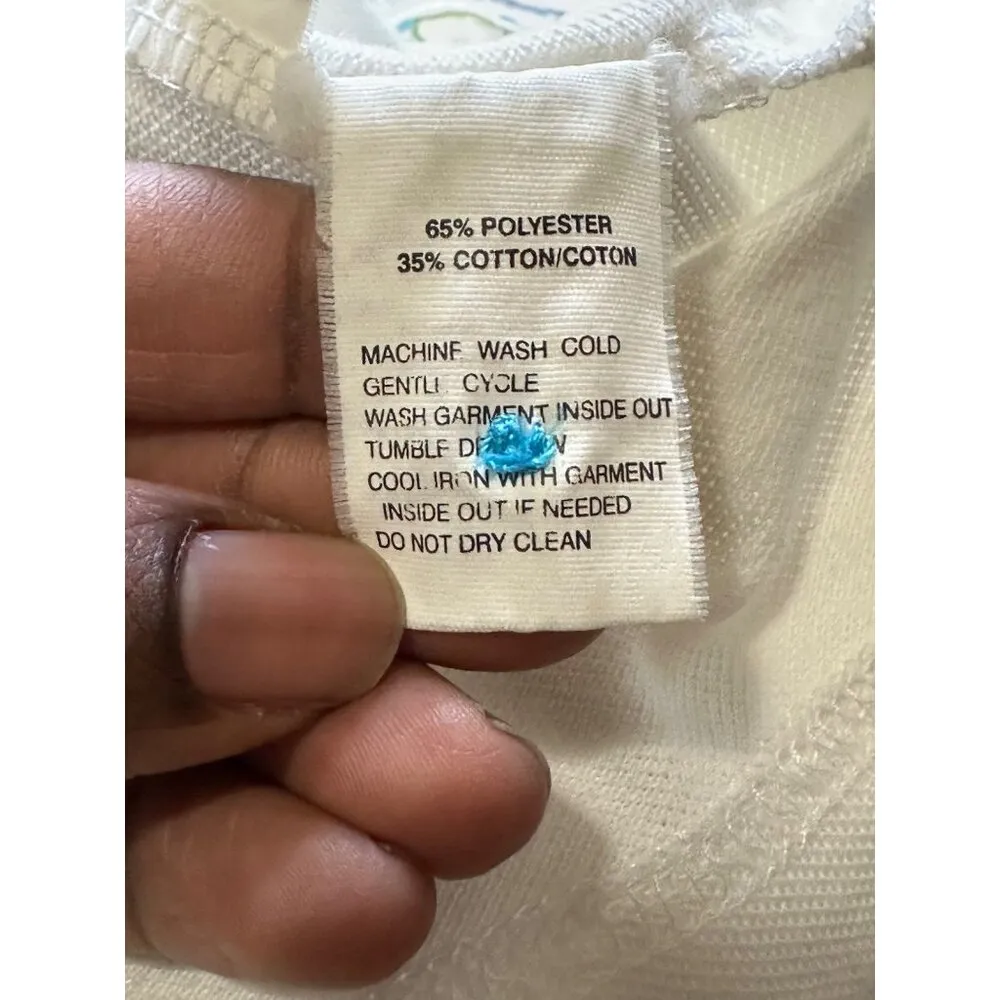 65% POLYESTER
35% COTTON/COTON
MACHINE WASH COLD
GENTLE CYCLE
WASH GARMENT INSIDE OUT
TUMBLE
COOL IRON WITH GARMENT
INSIDE OUT IF NEEDED
DO NOT DRY CLEAN